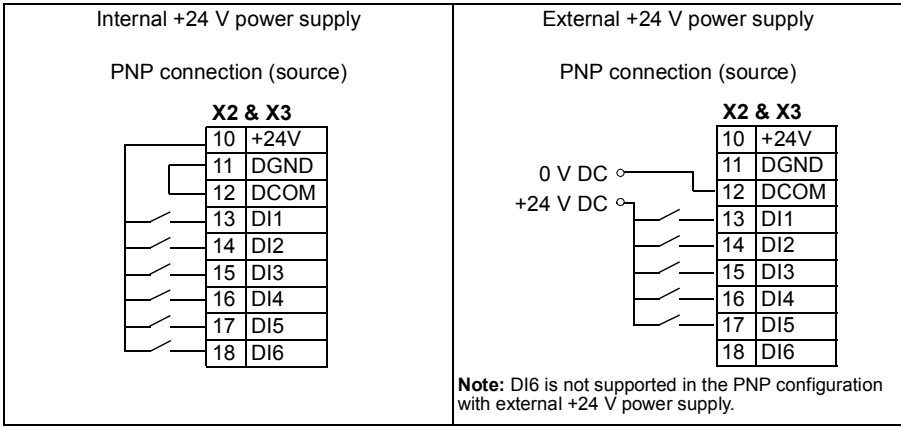 Internal +24 V power supply
PNP connection (source)
X2 & X3
10 +24V
11 DGND
12 DCOM
13 DI1
14 DI2
15 DI3
16 DI4
17 DI5
18 DI6
External +24 V power supply
PNP connection (source)
X2 & X3
10 +24V
11 DGND
0 V DC
12 DCOM
+24 V DC
13 DI1
14 DI2
15 DI3
16 DI4
17 DI5
18 DI6
Note: DI6 is not supported in the PNP configuration
with external +24 V power supply.